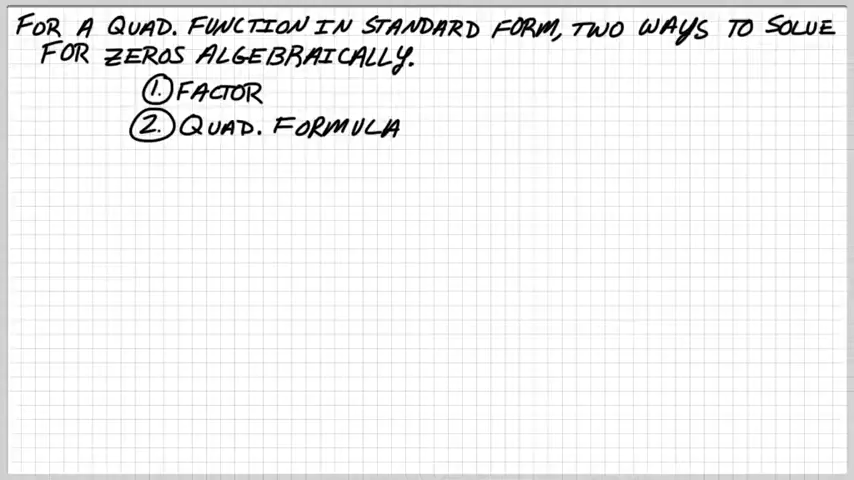 FOR A QUAD. FUNCTION IN STANDARD FORM, TWO WAYS TO SOLVE
FOR ZEROS ALGEBRAICALLY.
1. FACTOR
2. QUAD. FORMULA